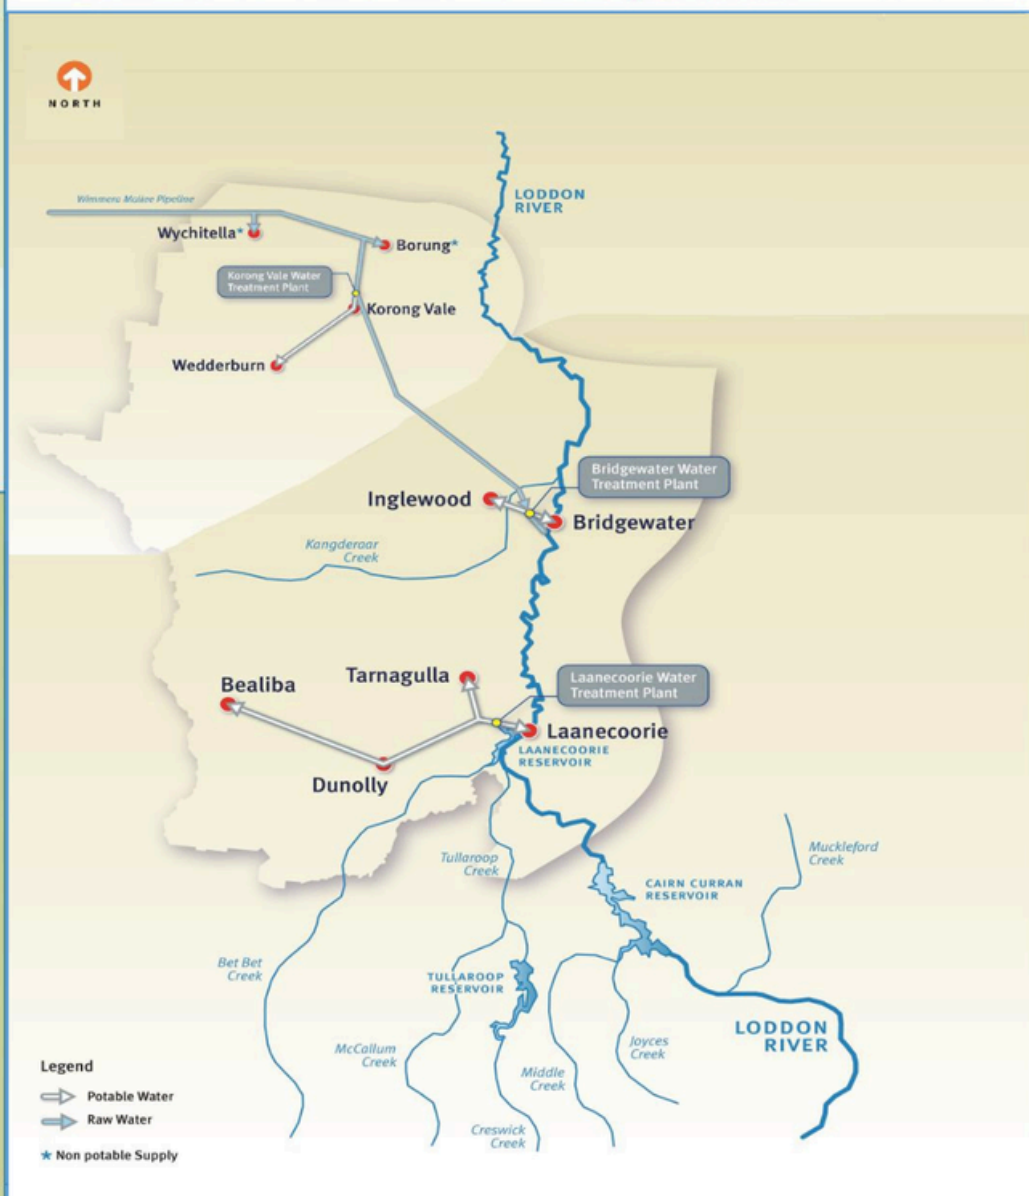 NORTH
LODDON
RIVER
Wimmera Mallee Pipeline
Wychitella*
Borung*
Korong Vale Water
Treatment Plant
Korong Vale
Wedderburn
Bridgewater Water
Treatment Plant
Inglewood
Bridgewater
Kangderaar
Creek
Tarnagulla
Laanecoorie Water
Treatment Plant
Bealiba
Laanecoorie
LAANECOORIE
RESERVOIR
Dunolly
Muckleford
Creek
Tullaroop
Creek
CAIRN CURRAN
RESERVOIR
Bet Bet
Creek
TULLAROOP
RESERVOIR
LODDON
RIVER
McCallum
Creek
Joyces
Creek
Middle
Creek
Creswick
Creek
Legend
Potable Water
Raw Water
* Non potable Supply